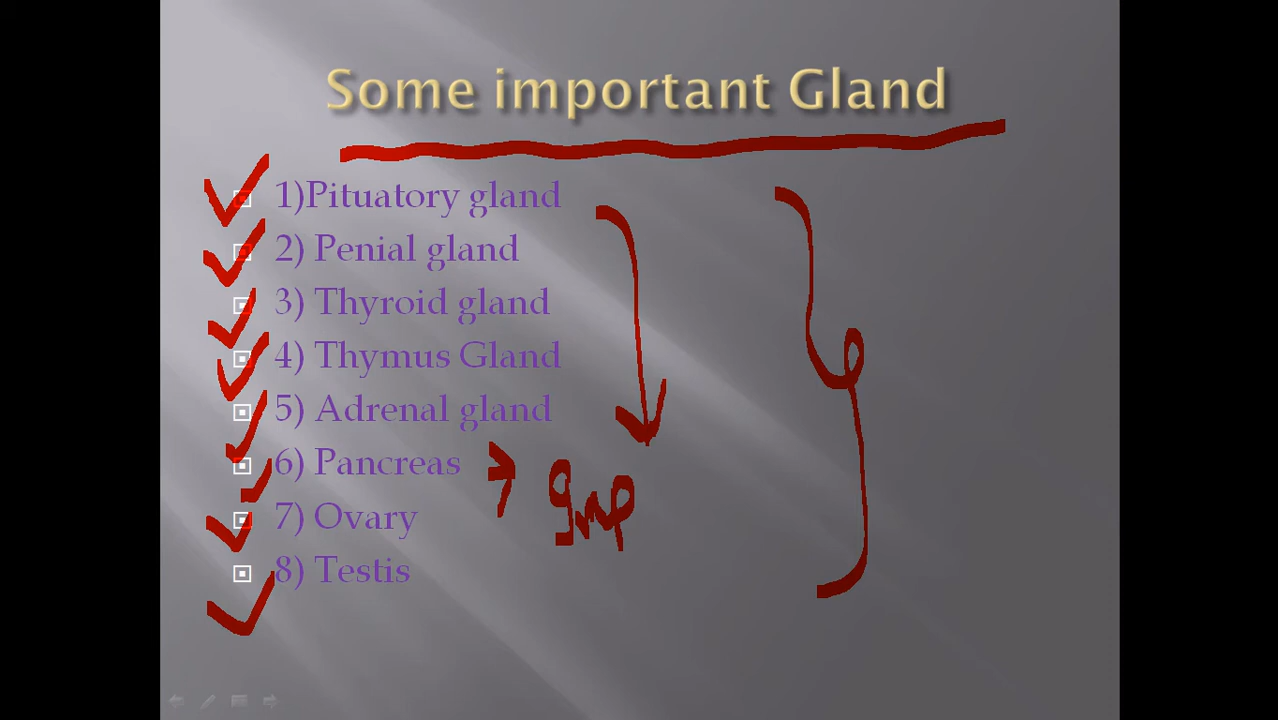 Some important Gland
1)Pituatory gland
2) Penial gland
3) Thyroid gland
4) Thymus Gland
5) Adrenal gland
6) Pancreas
Imp
7) Ovary
8) Testis